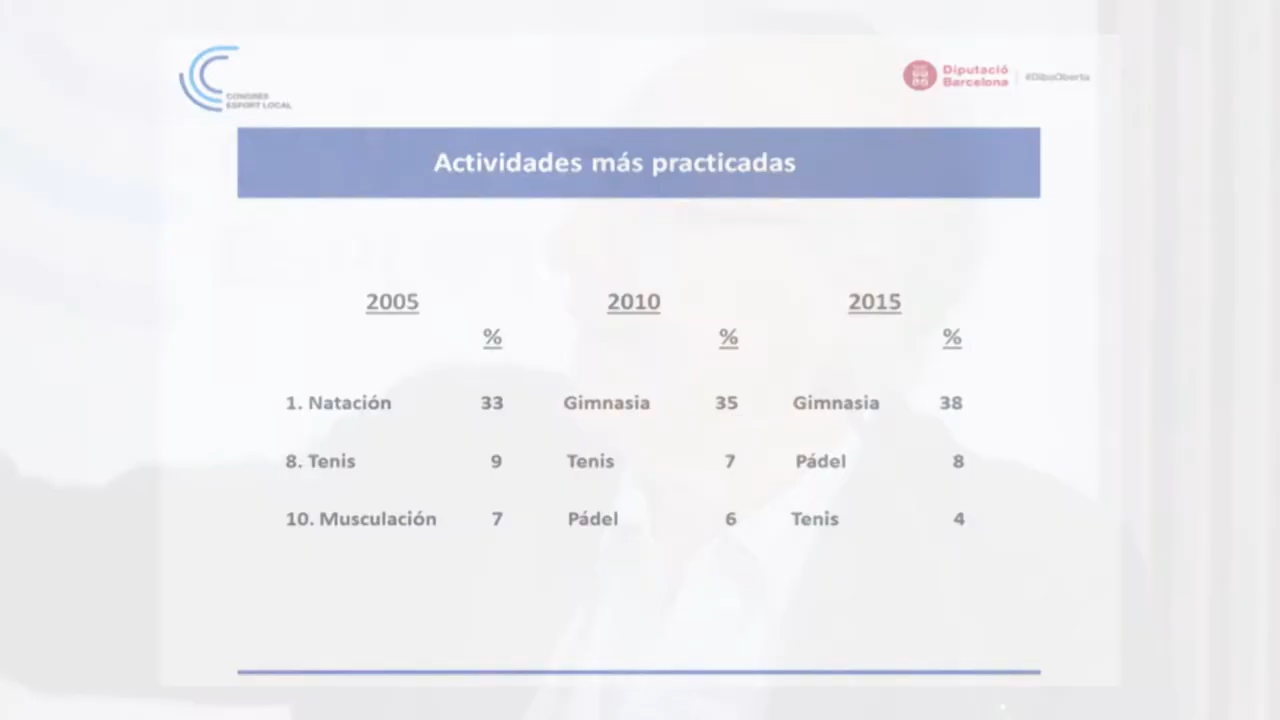 CONGRÉS
ESPORT LOCAL
Diputació
Barcelona
#DibaOberta
Actividades más practicadas
2005 2010 2015
% % %
1. Natación 33 Gimnasia 35 Gimnasia 38
8. Tenis 9 Tenis 7 Pádel 8
10. Musculación 7 Pádel 6 Tenis 4